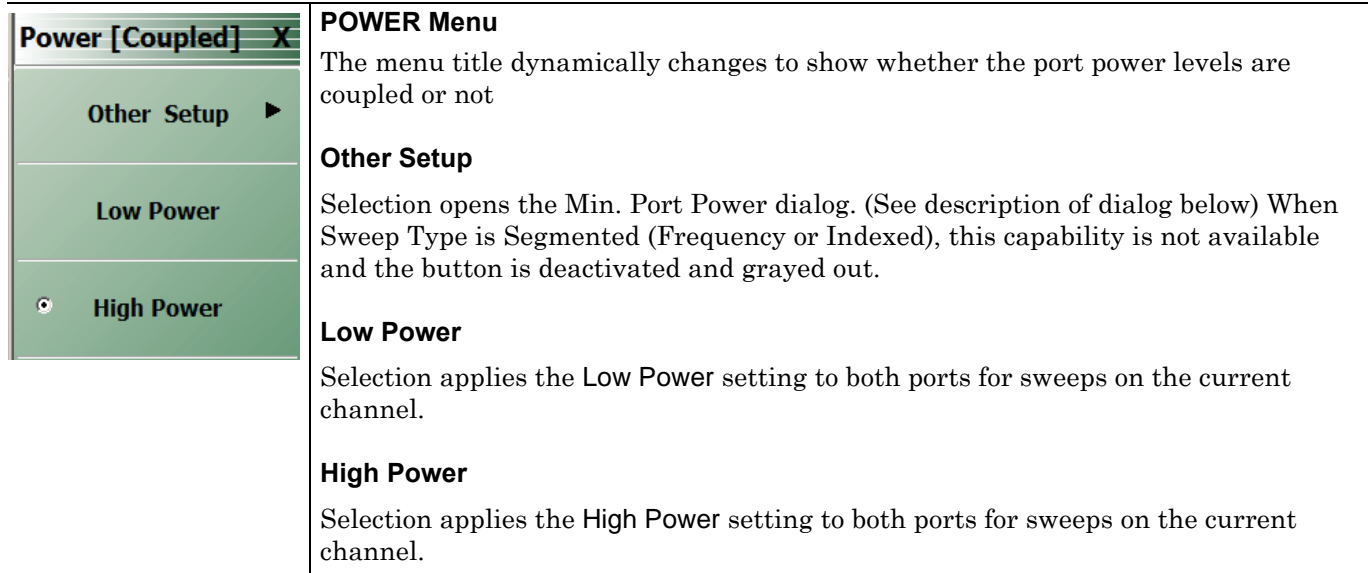 Power [Coupled] X
Other Setup ►
Low Power
High Power
POWER Menu
The menu title dynamically changes to show whether the port power levels are
coupled or not
Other Setup
Selection opens the Min. Port Power dialog. (See description of dialog below) When
Sweep Type is Segmented (Frequency or Indexed), this capability is not available
and the button is deactivated and grayed out.
Low Power
Selection applies the Low Power setting to both ports for sweeps on the current
channel.
High Power
Selection applies the High Power setting to both ports for sweeps on the current
channel.